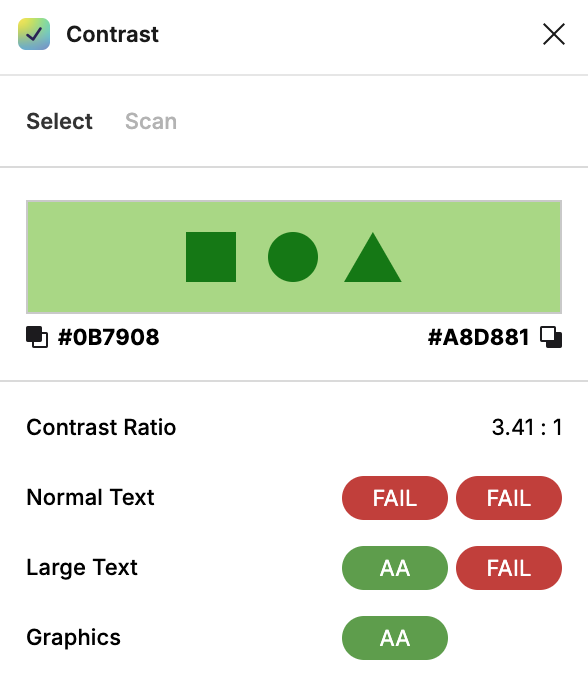 Contrast
Select Scan
#0B7908 #A8D881
Contrast Ratio 3.41 : 1
Normal Text FAIL FAIL
Large Text AA FAIL
Graphics AA